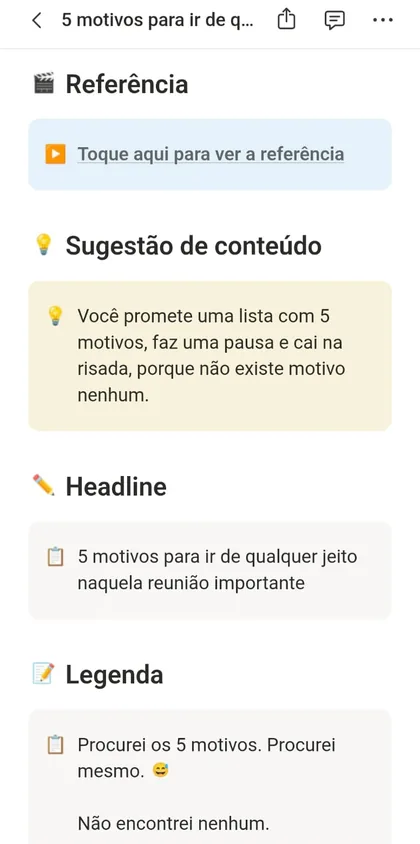 5 motivos para ir de q...
🎬 Referência
▶️ Toque aqui para ver a referência
💡 Sugestão de conteúdo
💡 Você promete uma lista com 5
motivos, faz uma pausa e cai na
risada, porque não existe motivo
nenhum.
✏️ Headline
📋 5 motivos para ir de qualquer jeito
naquela reunião importante
📝 Legenda
📋 Procurei os 5 motivos. Procurei
mesmo. 😅
Não encontrei nenhum.